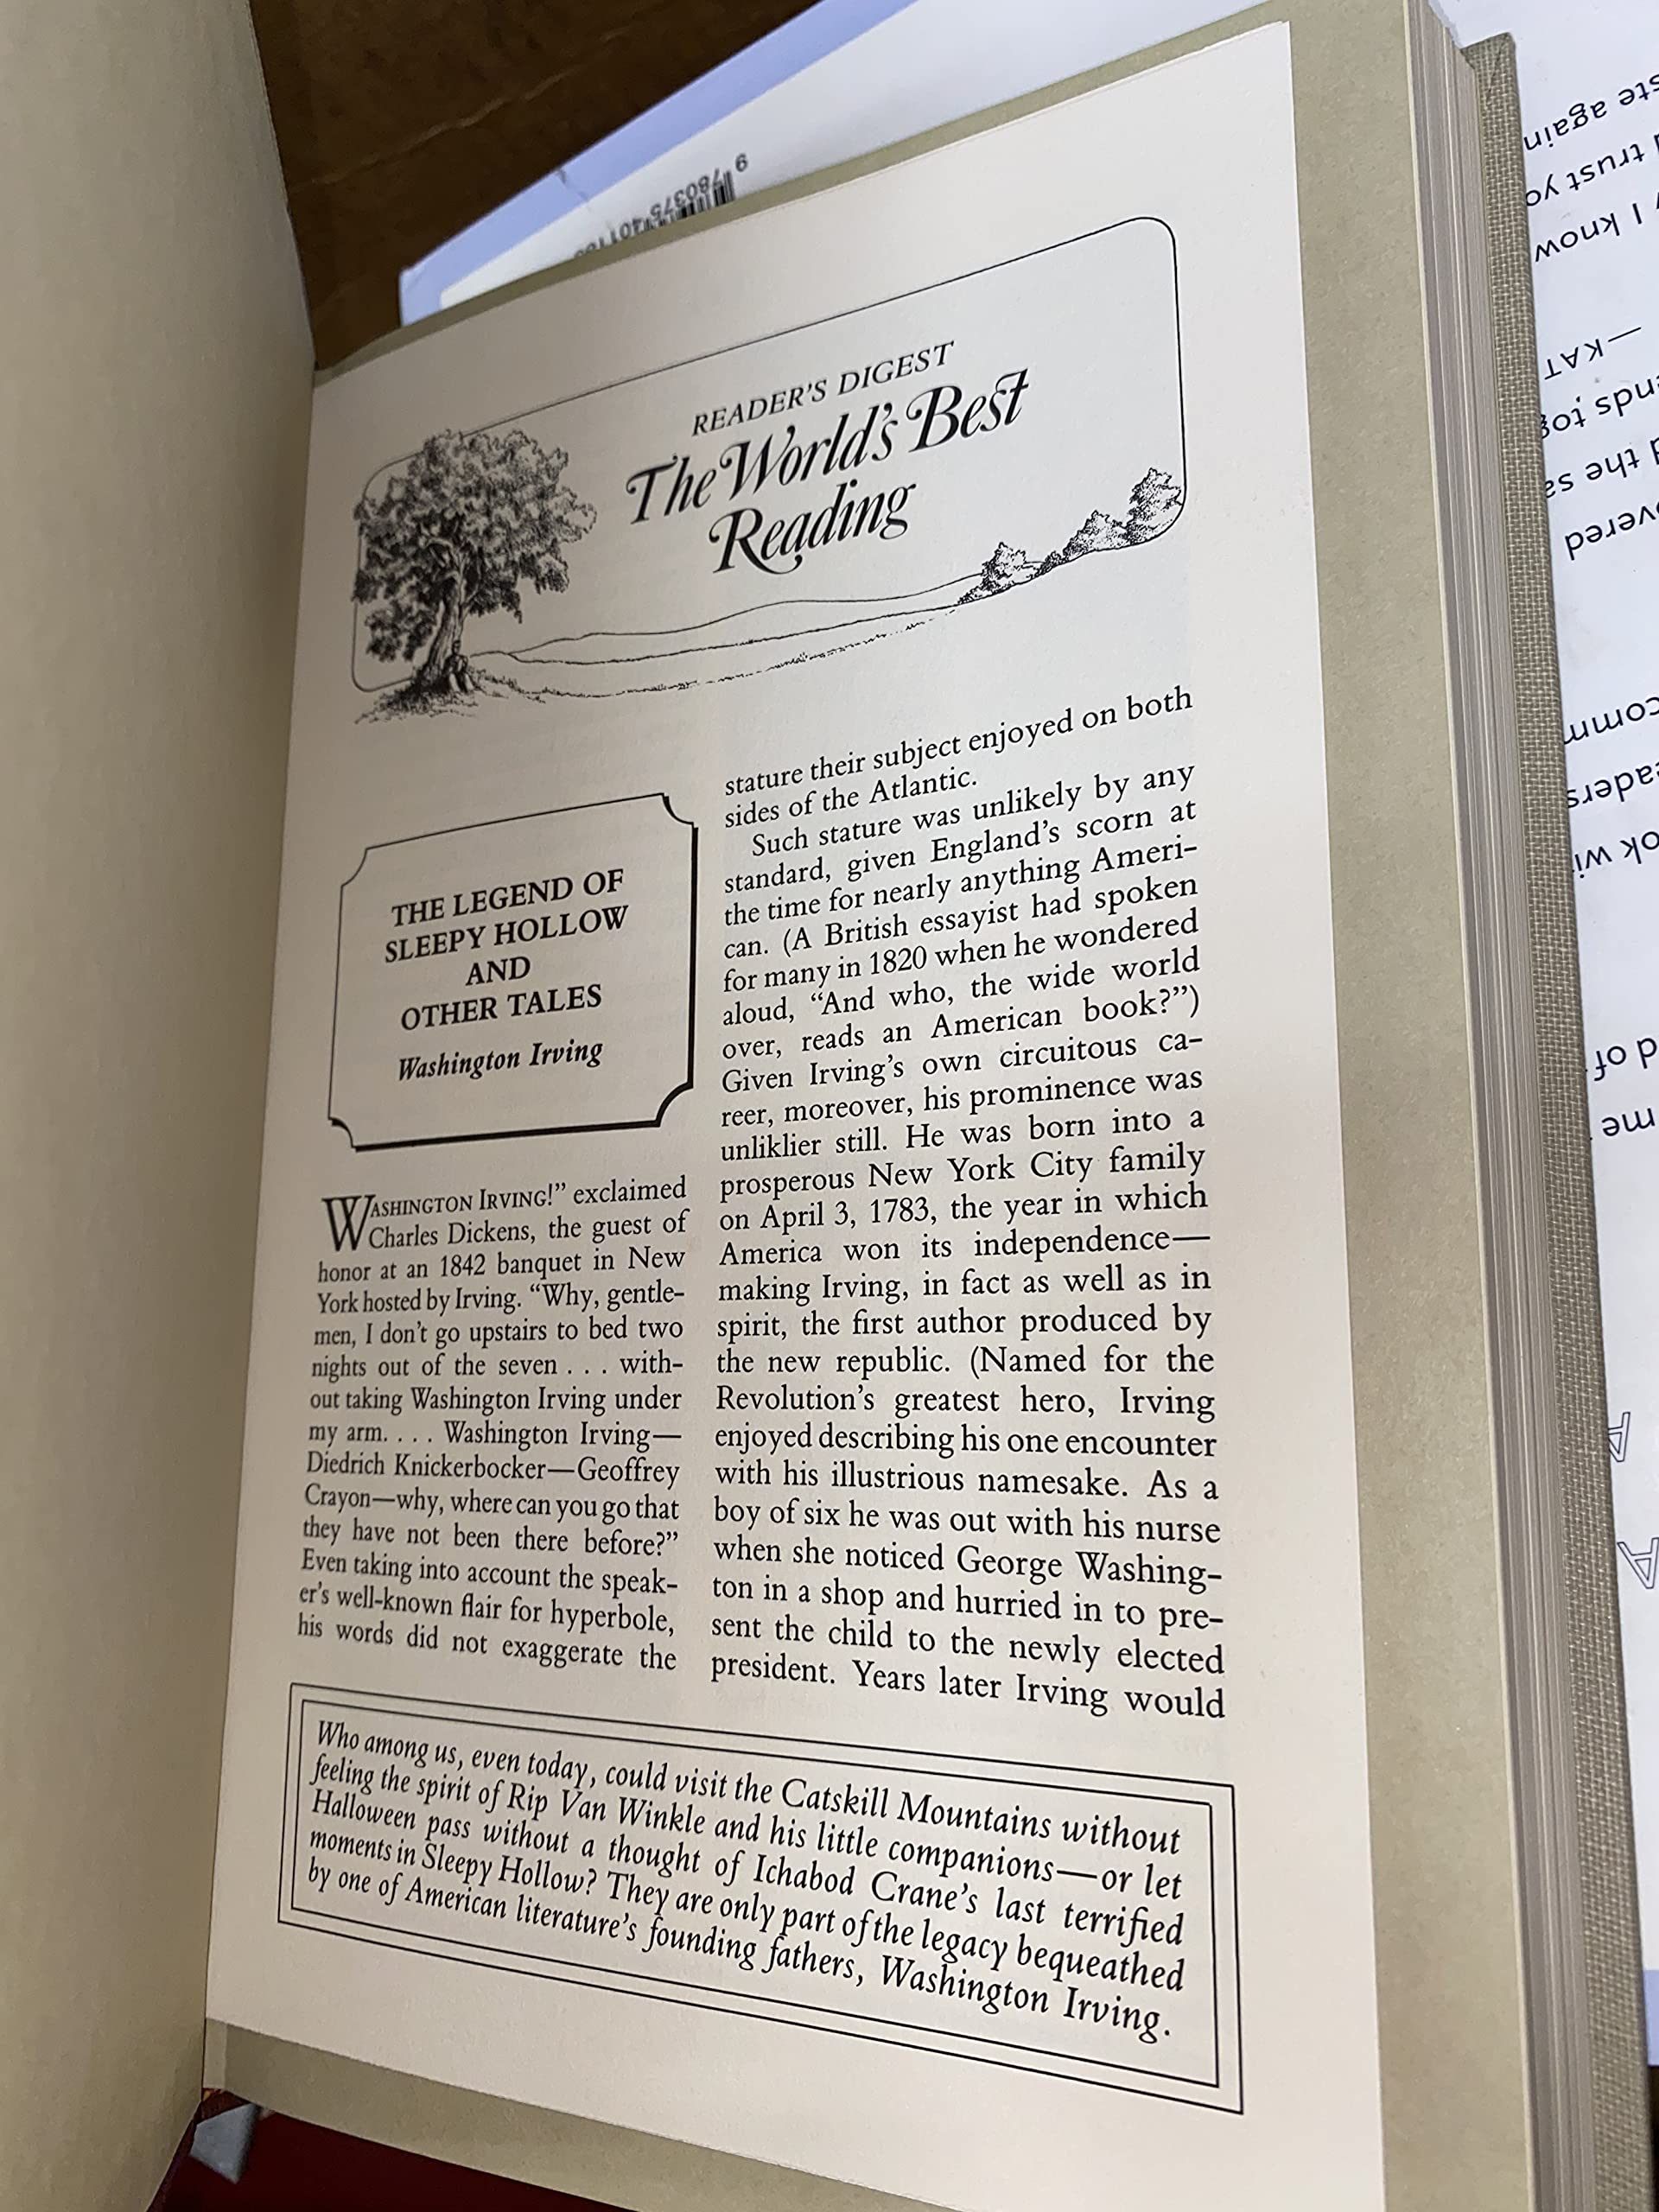 READER'S DIGEST
The World's Best
Reading
THE LEGEND OF
SLEEPY HOLLOW
AND
OTHER TALES
Washington Irving
WASHINGTON IRVING!” exclaimed
Charles Dickens, the guest of
honor at an 1842 banquet in New
York hosted by Irving. “Why, gentle-
men, I don't go upstairs to bed two
nights out of the seven . . . with-
out taking Washington Irving under
my arm. . . . Washington Irving—
Diedrich Knickerbocker—Geoffrey
Crayon—why, where can you go that
they have not been there before?”
Even taking into account the speak-
er's well-known flair for hyperbole,
his words did not exaggerate the
stature their subject enjoyed on both
sides of the Atlantic.
Such stature was unlikely by any
standard, given England's scorn at
the time for nearly anything Ameri-
can. (A British essayist had spoken
for many in 1820 when he wondered
aloud, “And who, the wide world
over, reads an American book?”)
Given Irving's own circuitous ca-
reer, moreover, his prominence was
unliklier still. He was born into a
prosperous New York City family
on April 3, 1783, the year in which
America won its independence—
making Irving, in fact as well as in
spirit, the first author produced by
the new republic. (Named for the
Revolution's greatest hero, Irving
enjoyed describing his one encounter
with his illustrious namesake. As a
boy of six he was out with his nurse
when she noticed George Washing-
ton in a shop and hurried in to pre-
sent the child to the newly elected
president. Years later Irving would
Who among us, even today, could visit the Catskill Mountains without
feeling the spirit of Rip Van Winkle and his little companions—or let
Halloween pass without a thought of Ichabod Crane's last terrified
moments in Sleepy Hollow? They are only part of the legacy bequeathed
by one of American literature's founding fathers, Washington Irving.
me
d of
comm
overed
d the sa
nds tog
—KAT
I know
trust yo
ste again